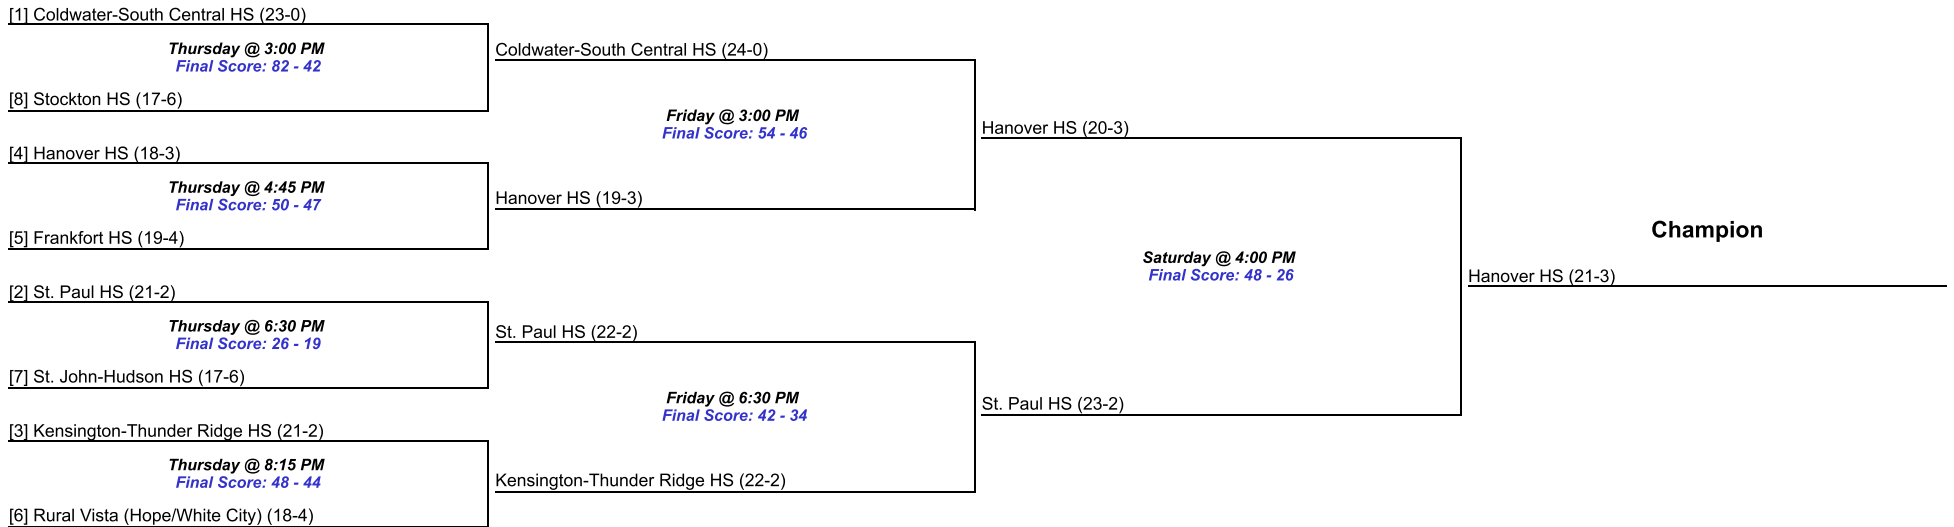 [1] Coldwater-South Central HS (23-0)
Thursday @ 3:00 PM
Final Score: 82 - 42
[8] Stockton HS (17-6)
[4] Hanover HS (18-3)
Thursday @ 4:45 PM
Final Score: 50 - 47
[5] Frankfort HS (19-4)
[2] St. Paul HS (21-2)
Thursday @ 6:30 PM
Final Score: 26 - 19
[7] St. John-Hudson HS (17-6)
[3] Kensington-Thunder Ridge HS (21-2)
Thursday @ 8:15 PM
Final Score: 48 - 44
[6] Rural Vista (Hope/White City) (18-4)
Coldwater-South Central HS (24-0)
Friday @ 3:00 PM
Final Score: 54 - 46
Hanover HS (19-3)
St. Paul HS (22-2)
Friday @ 6:30 PM
Final Score: 42 - 34
Kensington-Thunder Ridge HS (22-2)
Hanover HS (20-3)
Saturday @ 4:00 PM
Final Score: 48 - 26
St. Paul HS (23-2)
Champion
Hanover HS (21-3)